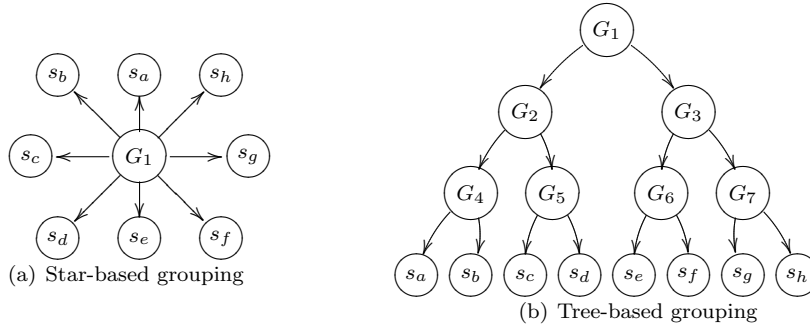 s_b s_a s_h
s_c G_1 s_g
s_d s_e s_f
(a) Star-based grouping
G_1
G_2 G_3
G_4 G_5 G_6 G_7
s_a s_b s_c s_d s_e s_f s_g s_h
(b) Tree-based grouping